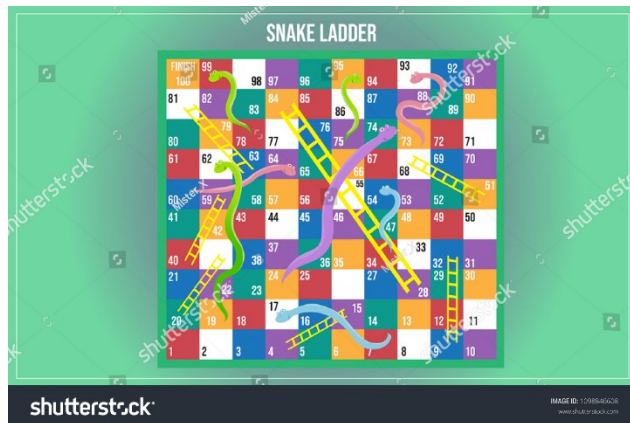 SNAKE LADDER
FINISH 100 99 98 97 96 95 94 93 92 91
81 82 83 84 85 86 87 88 89 90
80 79 78 77 76 75 74 73 72 71
61 62 63 64 65 66 67 68 69 70
60 59 58 57 56 55 54 53 52 51
41 42 43 44 45 46 47 48 49 50
40 38 37 36 35 34 33 32 31
21 22 23 24 25 27 28 29 30
20 19 18 17 16 15 14 13 12 11
1 2 3 4 5 6 7 8 9 10
Mister X
shutterstock
IMAGE ID: 1098846608
www.shutterstock.com